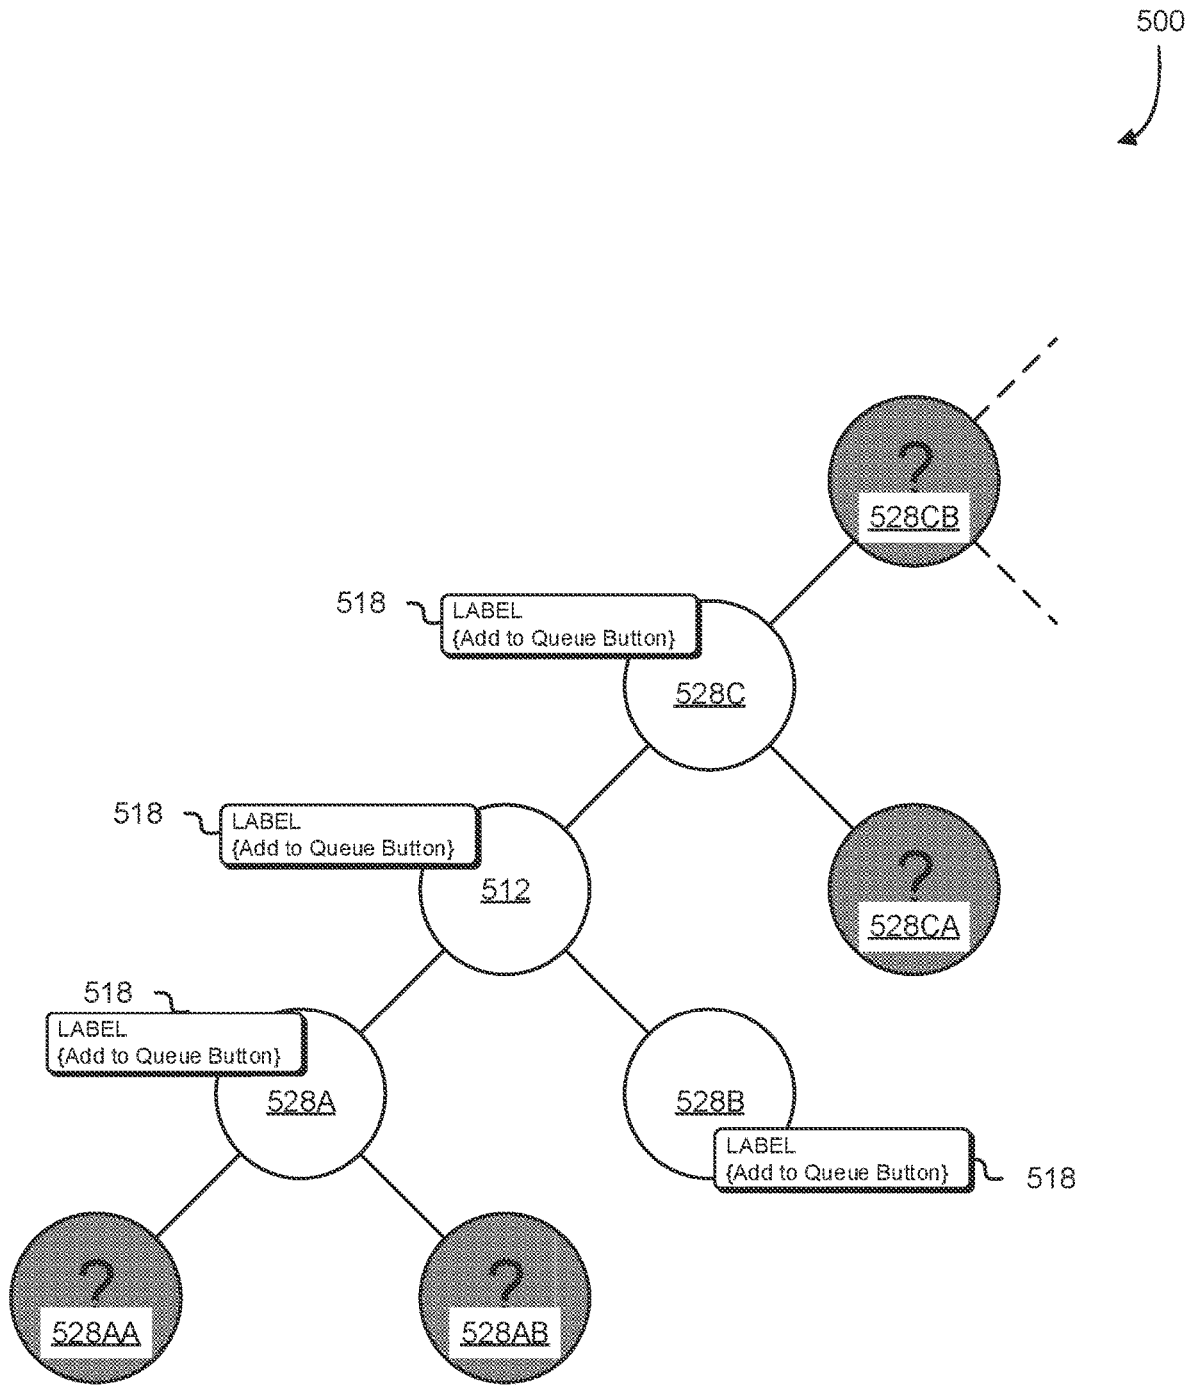 500
?
528CB
518
LABEL
{Add to Queue Button}
528C
518
LABEL
{Add to Queue Button}
512
?
528CA
518
LABEL
{Add to Queue Button}
528A
528B
LABEL
{Add to Queue Button}
518
?
528AA
?
528AB